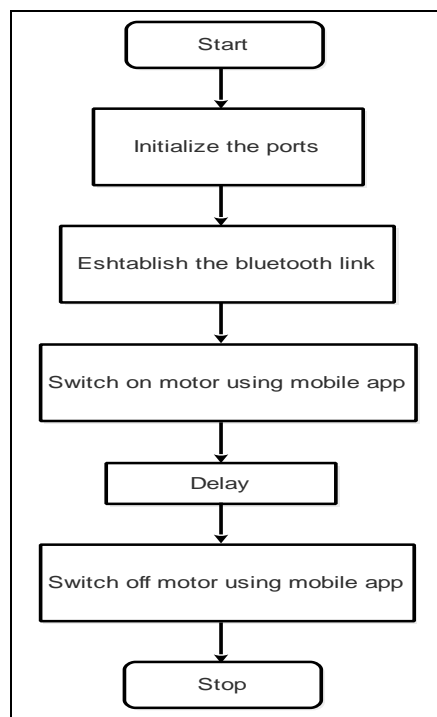 Start
Initialize the ports
Eshtablish the bluetooth link
Switch on motor using mobile app
Delay
Switch off motor using mobile app
Stop